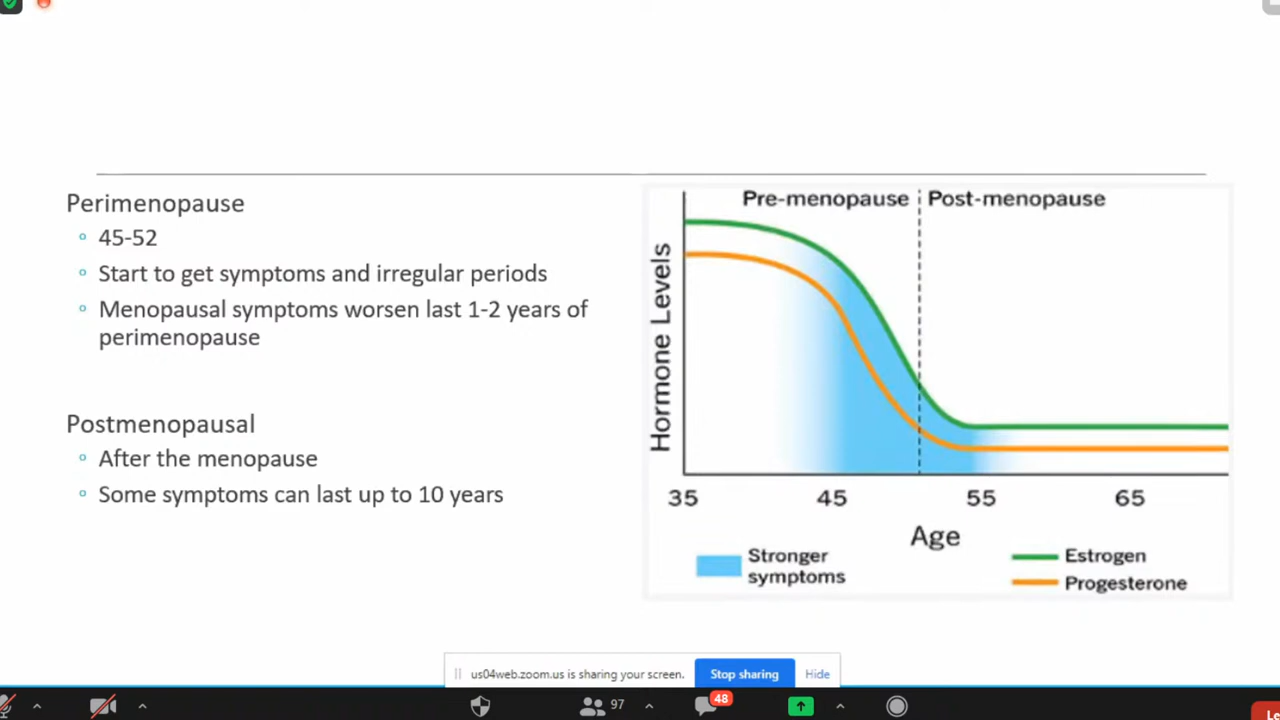 Perimenopause
45-52
Start to get symptoms and irregular periods
Menopausal symptoms worsen last 1-2 years of
perimenopause
Postmenopausal
After the menopause
Some symptoms can last up to 10 years
Pre-menopause
Post-menopause
Hormone Levels
35
45
55
65
Age
Stronger
symptoms
Estrogen
Progesterone
us04web.zoom.us is sharing your screen.
Stop sharing
Hide
97
48